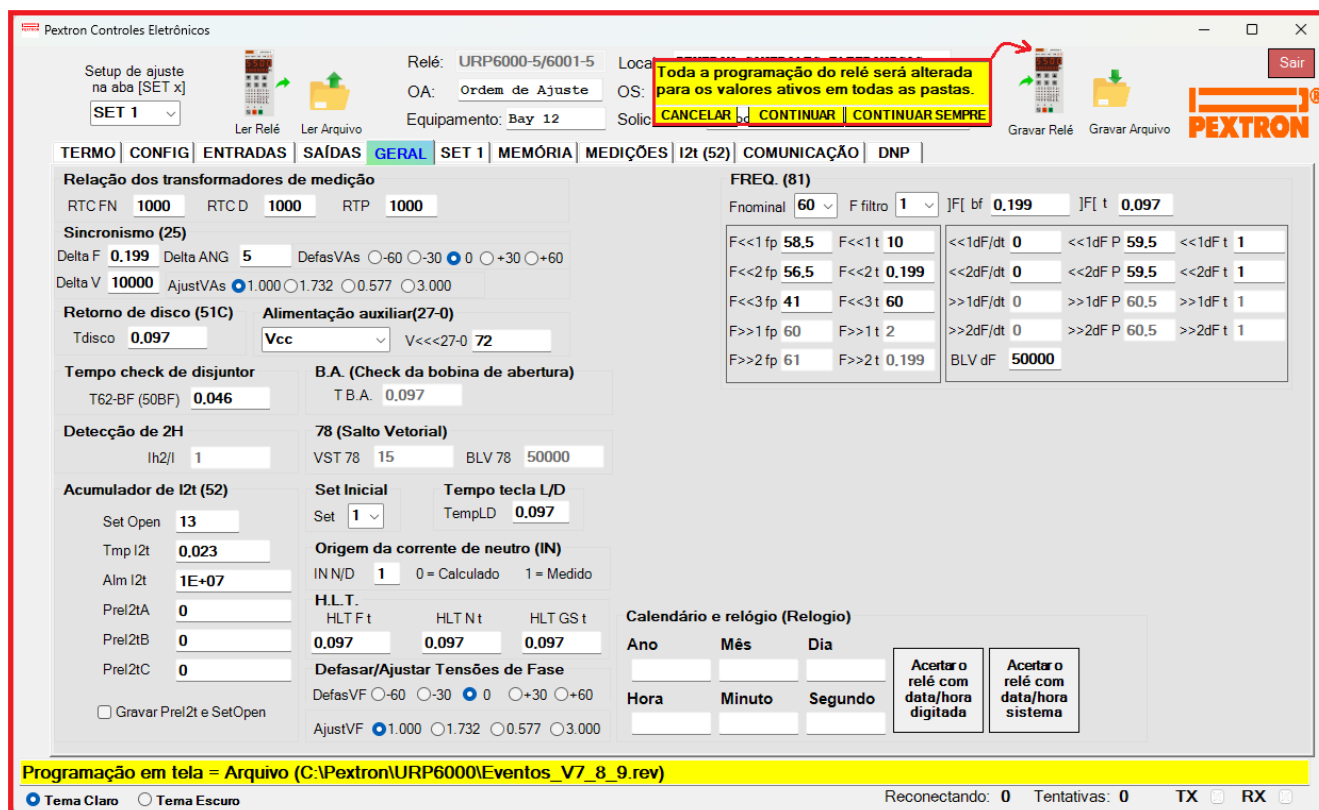 Pextron Controles Eletrônicos
Setup de ajuste
na aba [SET x]
SET 1
Ler Relé
Ler Arquivo
Relé: URP6000-5/6001-5
OA: Ordem de Ajuste
Equipamento: Bay 12
Loca
OS:
Solic
Toda a programação do relé será alterada
para os valores ativos em todas as pastas.
CANCELAR CONTINUAR CONTINUAR SEMPRE
Gravar Relé
Gravar Arquivo
Sair
PEXTRON
TERMO CONFIG ENTRADAS SAÍDAS GERAL SET 1 MEMÓRIA MEDIÇÕES I2t (52) COMUNICAÇÃO DNP
Relação dos transformadores de medição
RTC FN 1000 RTC D 1000 RTP 1000
Sincronismo (25)
Delta F 0.199 Delta ANG 5 DefasVAs -60 -30 0 +30 +60
Delta V 10000 AjustVAs 1.000 1.732 0.577 3.000
Retorno de disco (51C)
Tdisco 0.097
Alimentação auxiliar(27-0)
Vcc V<<<27-0 72
Tempo check de disjuntor
T62-BF (50BF) 0.046
B.A. (Check da bobina de abertura)
T B.A. 0.097
Detecção de 2H
Ih2/I 1
78 (Salto Vetorial)
VST 78 15 BLV 78 50000
Acumulador de I2t (52)
Set Open 13
Tmp I2t 0.023
Alm I2t 1E+07
PreI2tA 0
PreI2tB 0
PreI2tC 0
Gravar PreI2t e SetOpen
Set Inicial
Set 1
Tempo tecla L/D
TempLD 0.097
Origem da corrente de neutro (IN)
IN N/D 1 0 = Calculado 1 = Medido
H.L.T.
HLT F t HLT N t HLT GS t
0.097 0.097 0.097
Defasar/Ajustar Tensões de Fase
DefasVF -60 -30 0 +30 +60
AjustVF 1.000 1.732 0.577 3.000
FREQ. (81)
Fnominal 60 F filtro 1 ]F[ bf 0.199 ]F[ t 0.097
F<<1 fp 58.5 F<<1 t 10 <<1dF/dt 0 <<1dF P 59.5 <<1dF t 1
F<<2 fp 56.5 F<<2 t 0.199 <<2dF/dt 0 <<2dF P 59.5 <<2dF t 1
F<<3 fp 41 F<<3 t 60 >>1dF/dt 0 >>1dF P 60.5 >>1dF t 1
F>>1 fp 60 F>>1 t 2 >>2dF/dt 0 >>2dF P 60.5 >>2dF t 1
F>>2 fp 61 F>>2 t 0.199 BLV dF 50000
Calendário e relógio (Relogio)
Ano Mês Dia
Hora Minuto Segundo
Acertar o
relé com
data/hora
digitada
Acertar o
relé com
data/hora
sistema
Programação em tela = Arquivo (C:\Pextron\URP6000\Eventos_V7_8_9.rev)
Tema Claro Tema Escuro
Reconectando: 0 Tentativas: 0 TX RX